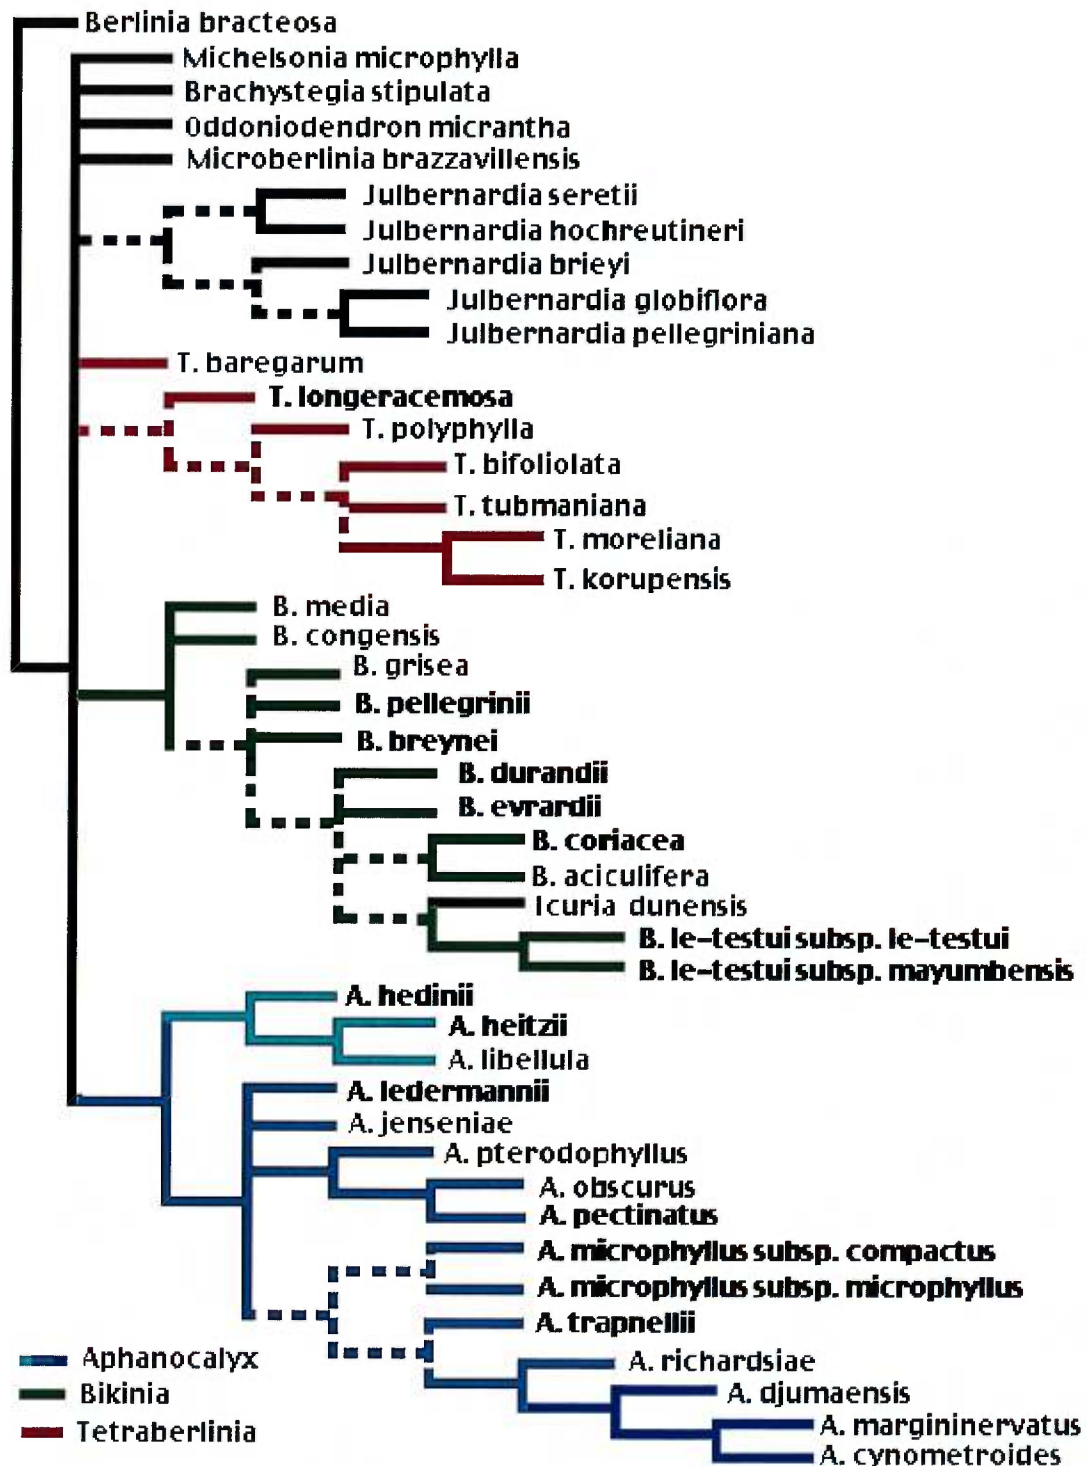 Berlinia bracteosa
Michelsonia microphylla
Brachystegia stipulata
Oddoniodendron micrantha
Microberlinia brazzavillensis
Julbernardia seretii
Julbernardia hochreutineri
Julbernardia brieyi
Julbernardia globiflora
Julbernardia pellegriniana
T. baregarum
T. longeracemosa
T. polyphylla
T. bifoliolata
T. tubmaniana
T. moreliana
T. korupensis
B. media
B. congensis
B. grisea
B. pellegrinii
B. breynei
B. durandii
B. evrardii
B. coriacea
B. aciculifera
Icuria dunensis
B. le-testui subsp. le-testui
B. le-testui subsp. mayumbensis
A. hedinii
A. heitzii
A. libellula
A. ledermannii
A. jenseniae
A. pterodophyllus
A. obscurus
A. pectinatus
A. microphyllus subsp. compactus
A. microphyllus subsp. microphyllus
A. trapnellii
A. richardsiae
A. djumaensis
A. margininervatus
A. cynometroides
Aphanocalyx
Bikinia
Tetraberlinia